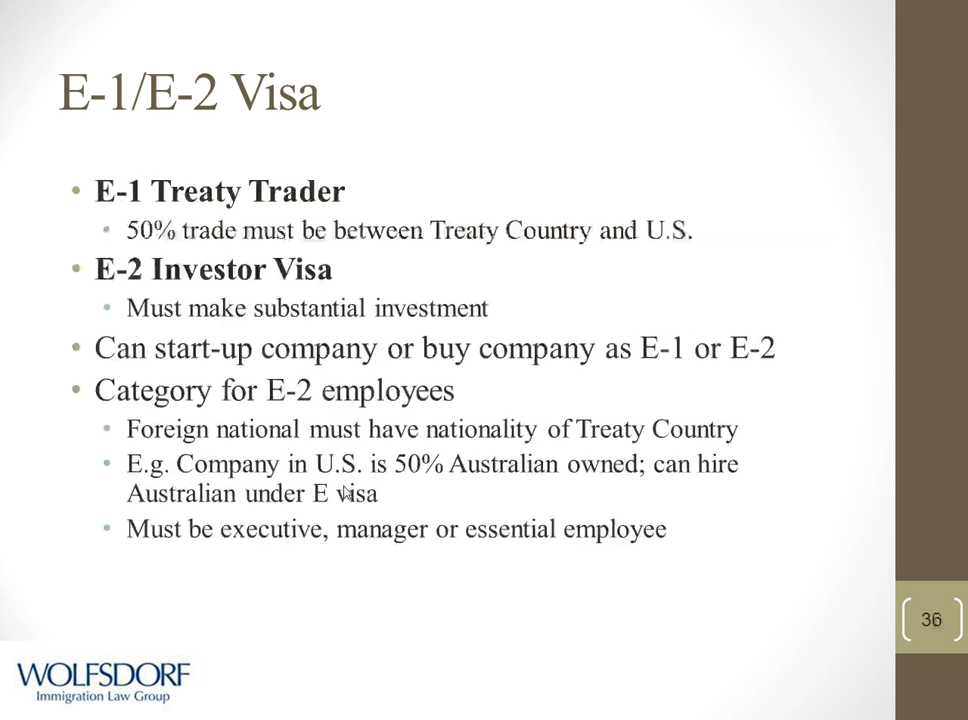 E-1/E-2 Visa
• E-1 Treaty Trader
• 50% trade must be between Treaty Country and U.S.
• E-2 Investor Visa
• Must make substantial investment
• Can start-up company or buy company as E-1 or E-2
• Category for E-2 employees
• Foreign national must have nationality of Treaty Country
• E.g. Company in U.S. is 50% Australian owned; can hire
Australian under E visa
• Must be executive, manager or essential employee
36
WOLFSDORF
Immigration Law Group